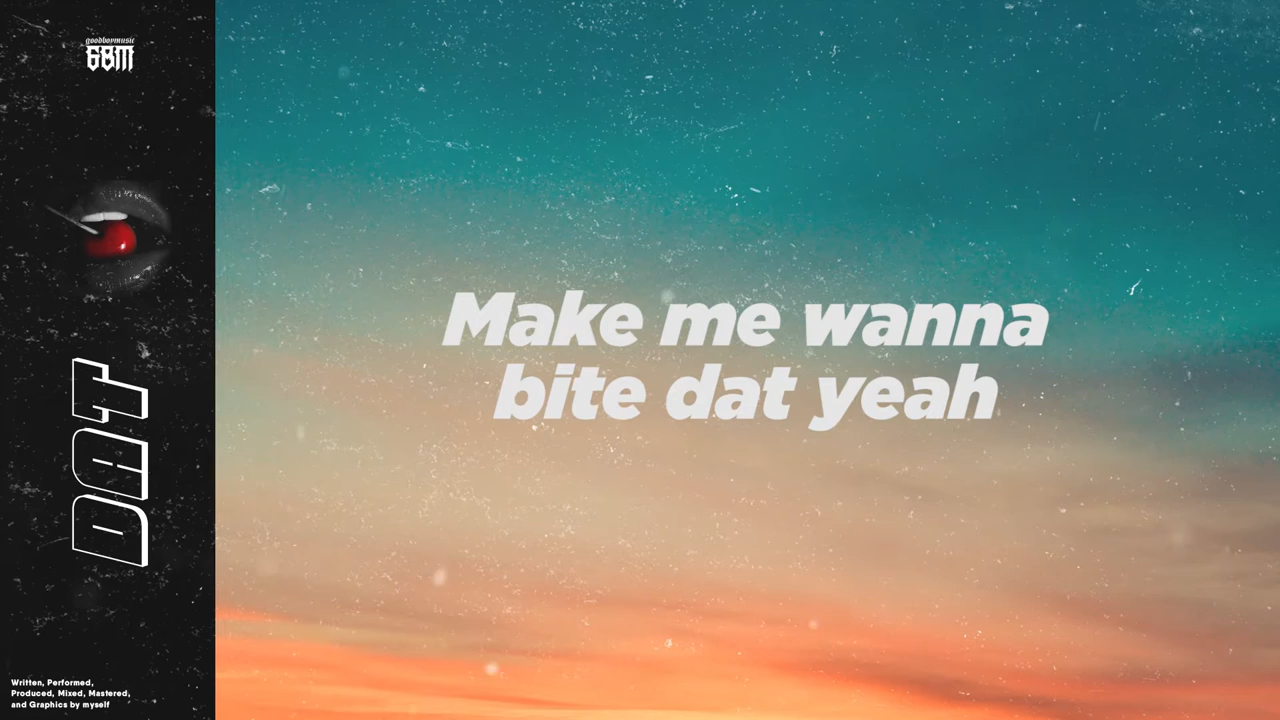 goodboymusic
GBM
DAT
Written, Performed,
Produced, Mixed, Mastered,
and Graphics by myself
Make me wanna
bite dat yeah